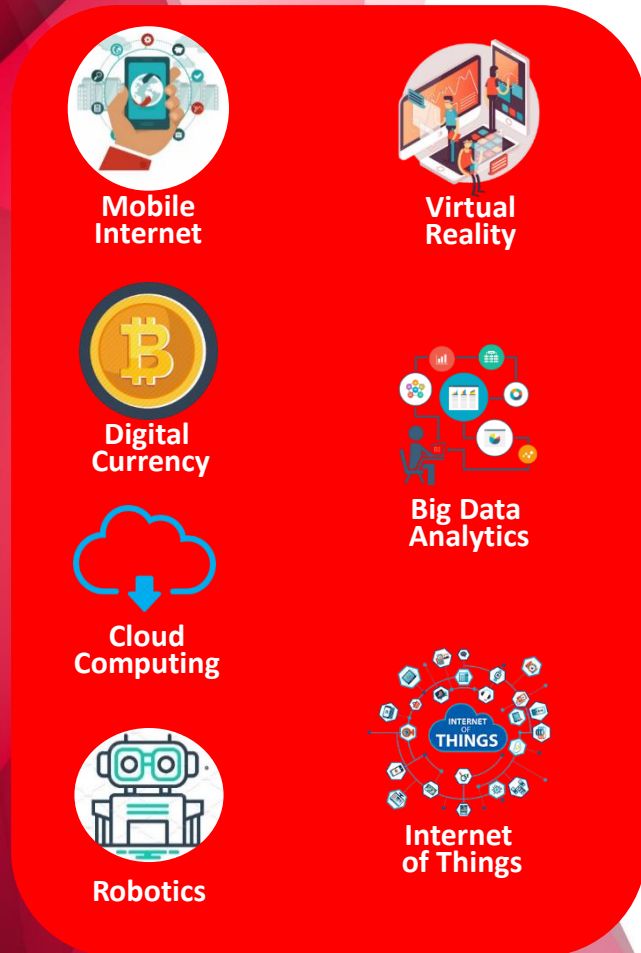 Mobile
Internet
Virtual
Reality
Digital
Currency
Big Data
Analytics
Cloud
Computing
INTERNET
OF
THINGS
Internet
of Things
Robotics